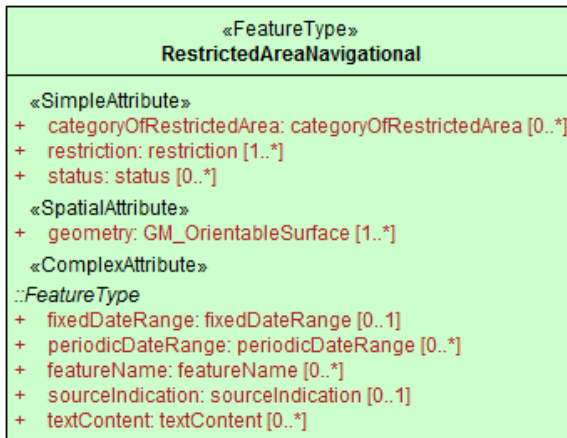 «FeatureType»
RestrictedAreaNavigational
«SimpleAttribute»
+ categoryOfRestrictedArea: categoryOfRestrictedArea [0..*]
+ restriction: restriction [1..*]
+ status: status [0..*]
«SpatialAttribute»
+ geometry: GM_OrientableSurface [1..*]
«ComplexAttribute»
::FeatureType
+ fixedDateRange: fixedDateRange [0..1]
+ periodicDateRange: periodicDateRange [0..*]
+ featureName: featureName [0..*]
+ sourceIndication: sourceIndication [0..1]
+ textContent: textContent [0..*]